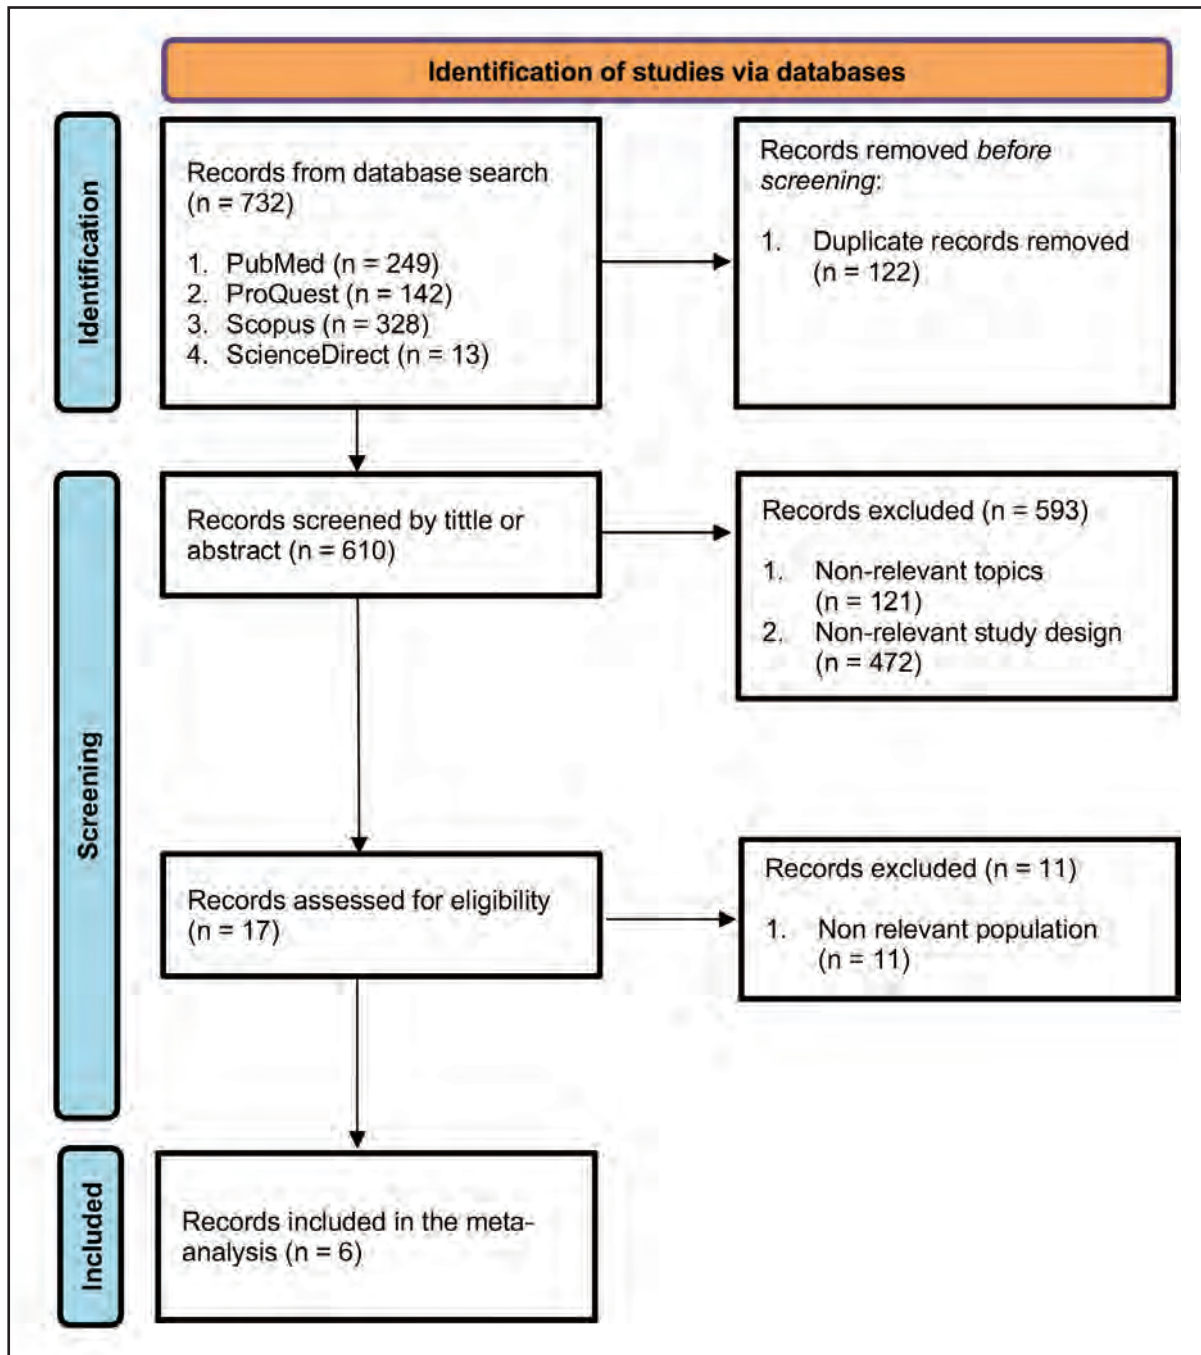 Identification of studies via databases
Identification
Records from database search
(n = 732)
1. PubMed (n = 249)
2. ProQuest (n = 142)
3. Scopus (n = 328)
4. ScienceDirect (n = 13)
Records removed before
screening:
1. Duplicate records removed
(n = 122)
Screening
Records screened by tittle or
abstract (n = 610)
Records excluded (n = 593)
1. Non-relevant topics
(n = 121)
2. Non-relevant study design
(n = 472)
Records assessed for eligibility
(n = 17)
Records excluded (n = 11)
1. Non relevant population
(n = 11)
Included
Records included in the meta-
analysis (n = 6)